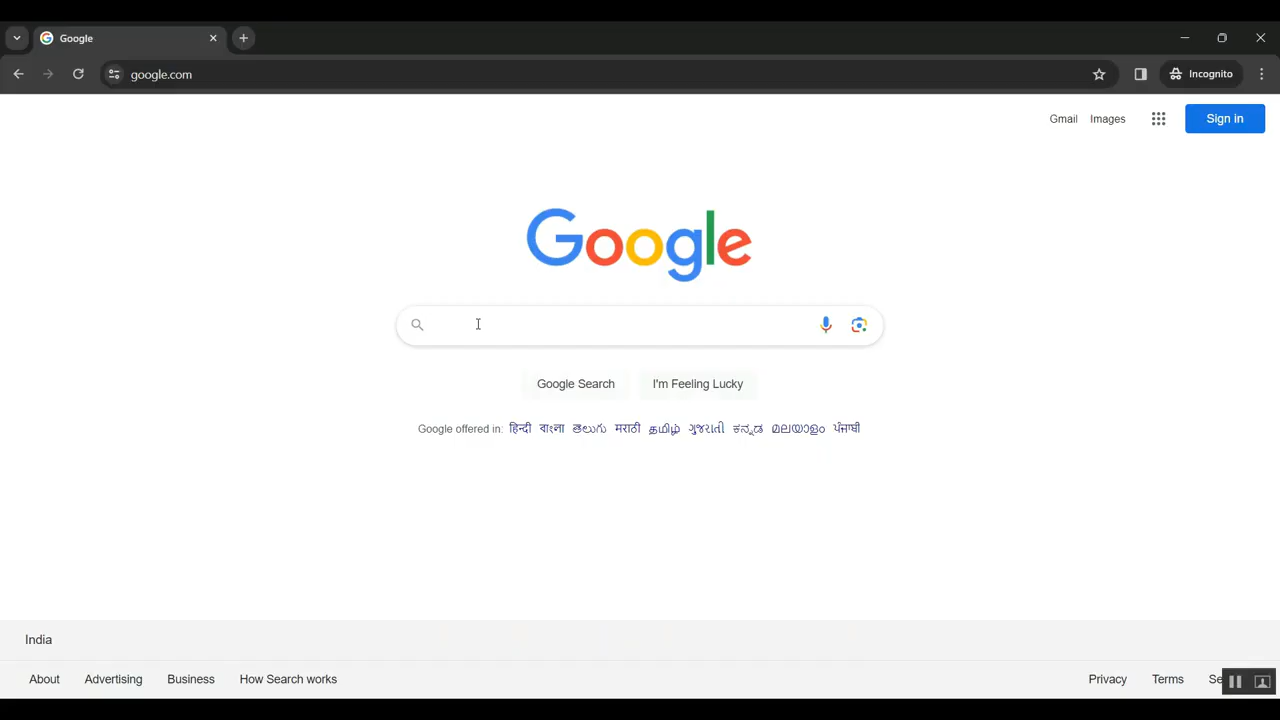 Google
google.com
Incognito
Gmail Images Sign in
Google
Google Search I'm Feeling Lucky
Google offered in: हिन्दी বাংলা తెలుగు मराठी தமிழ் ગુજરાતી ಕನ್ನಡ മലയാളം ਪੰਜਾਬੀ
India
About Advertising Business How Search works Privacy Terms Se